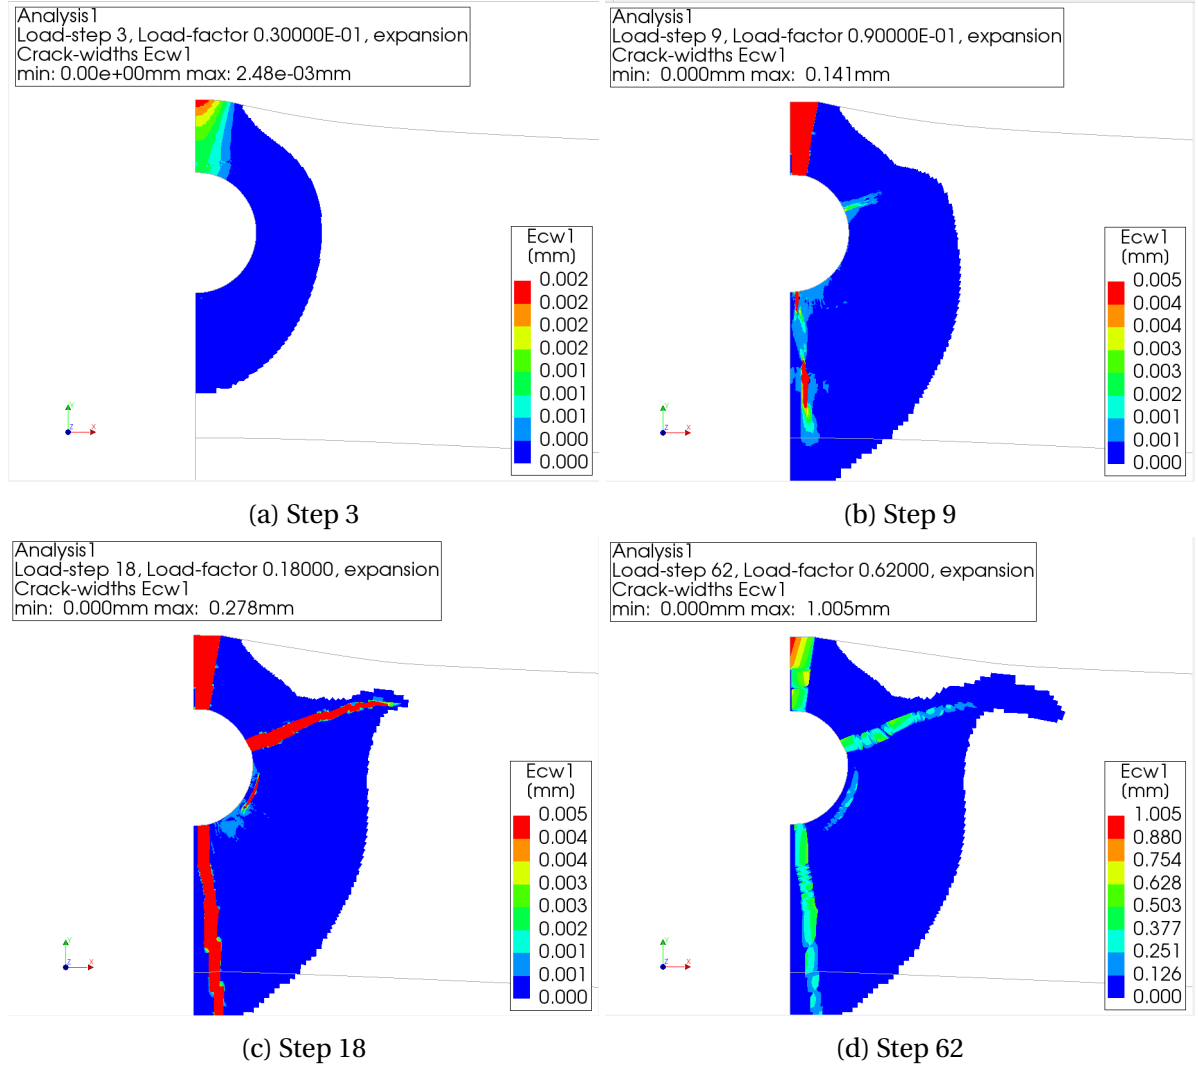 Analysis1
Load-step 3, Load-factor 0.30000E-01, expansion
Crack-widths Ecw1
min: 0.00e+00mm max: 2.48e-03mm
Ecw1
(mm)
0.002
0.002
0.002
0.002
0.001
0.001
0.001
0.000
0.000
Y
Z
X
(a) Step 3
Analysis1
Load-step 9, Load-factor 0.90000E-01, expansion
Crack-widths Ecw1
min: 0.000mm max: 0.141mm
Ecw1
(mm)
0.005
0.004
0.004
0.003
0.003
0.002
0.001
0.001
0.000
Y
Z
X
(b) Step 9
Analysis1
Load-step 18, Load-factor 0.18000, expansion
Crack-widths Ecw1
min: 0.000mm max: 0.278mm
Ecw1
(mm)
0.005
0.004
0.004
0.003
0.003
0.002
0.001
0.001
0.000
Y
Z
X
(c) Step 18
Analysis1
Load-step 62, Load-factor 0.62000, expansion
Crack-widths Ecw1
min: 0.000mm max: 1.005mm
Ecw1
(mm)
1.005
0.880
0.754
0.628
0.503
0.377
0.251
0.126
0.000
Y
Z
X
(d) Step 62